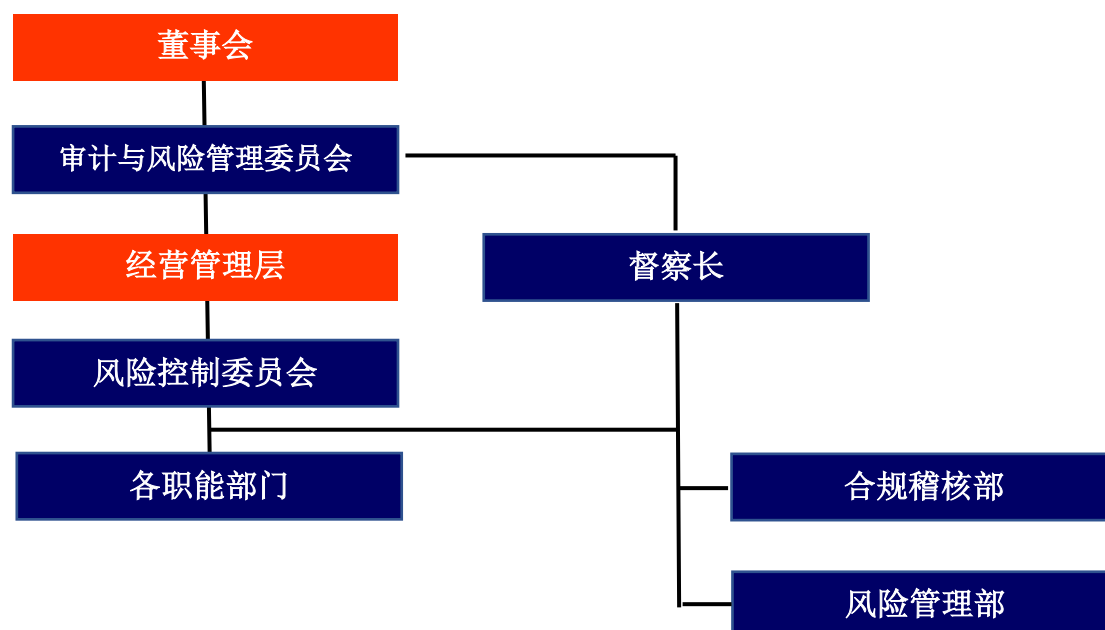 董事会
审计与风险管理委员会
经营管理层
督察长
风险控制委员会
各职能部门
合规稽核部
风险管理部